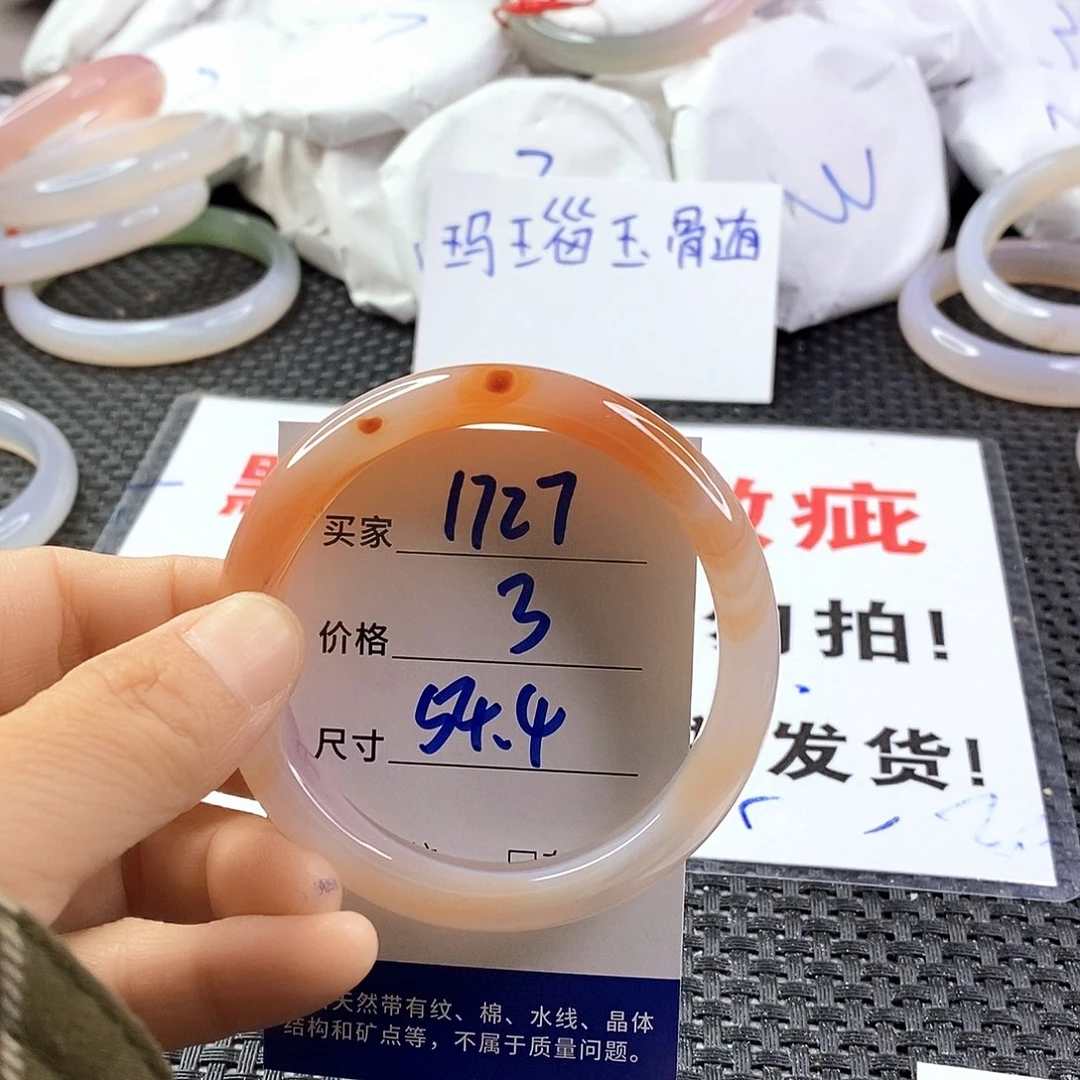 玛瑙玉骨髓
疵
拍!
发货!
买家 1727
价格 3
尺寸 54.4
天然带有纹、棉、水线、晶体
结构和矿点等，不属于质量问题。